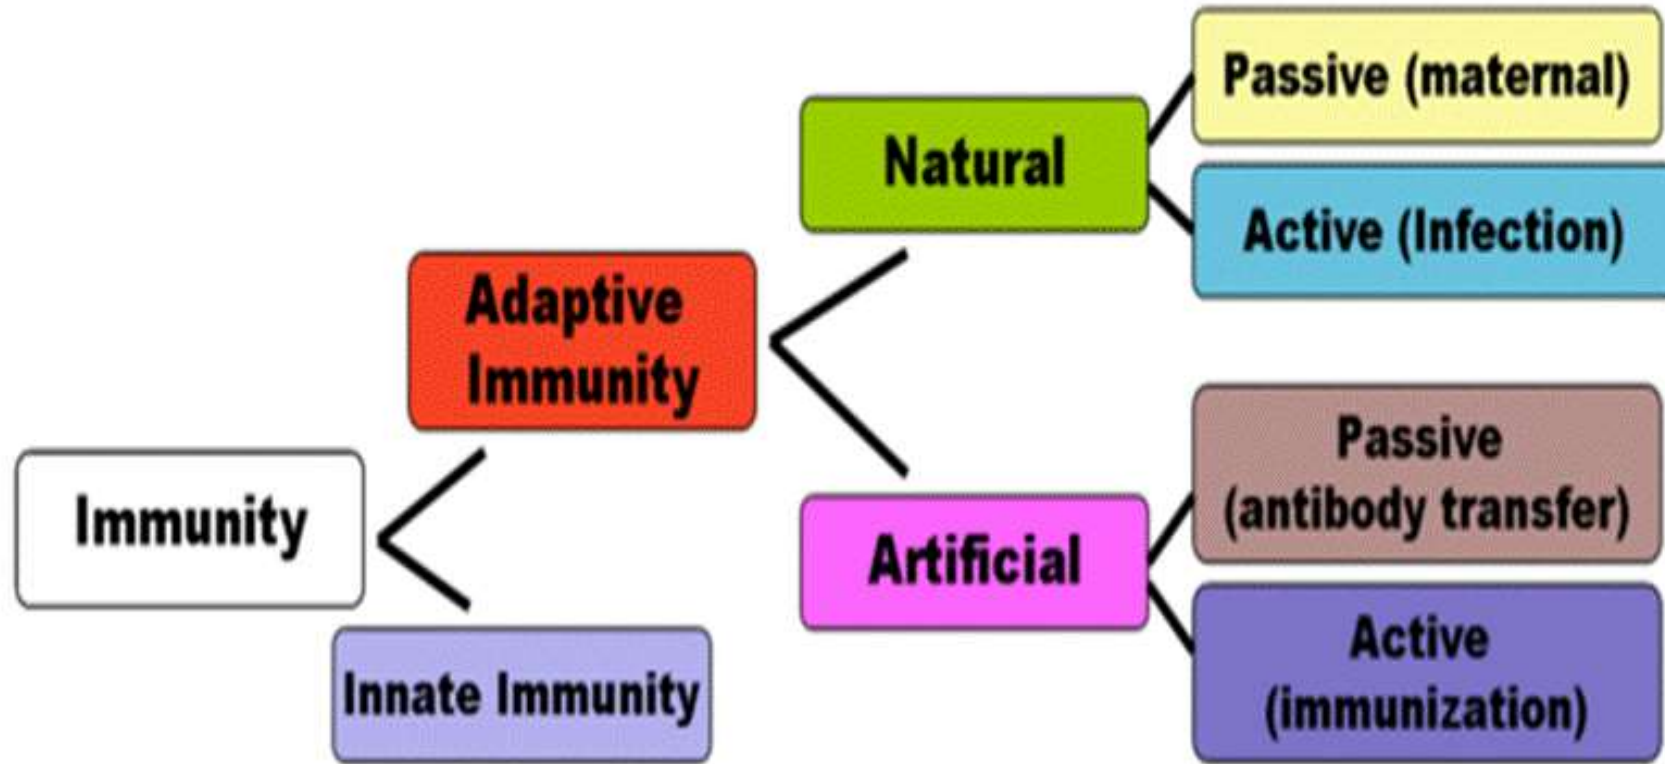 Passive (maternal)
Natural
Active (Infection)
Adaptive
Immunity
Passive
(antibody transfer)
Immunity
Artificial
Active
(immunization)
Innate Immunity